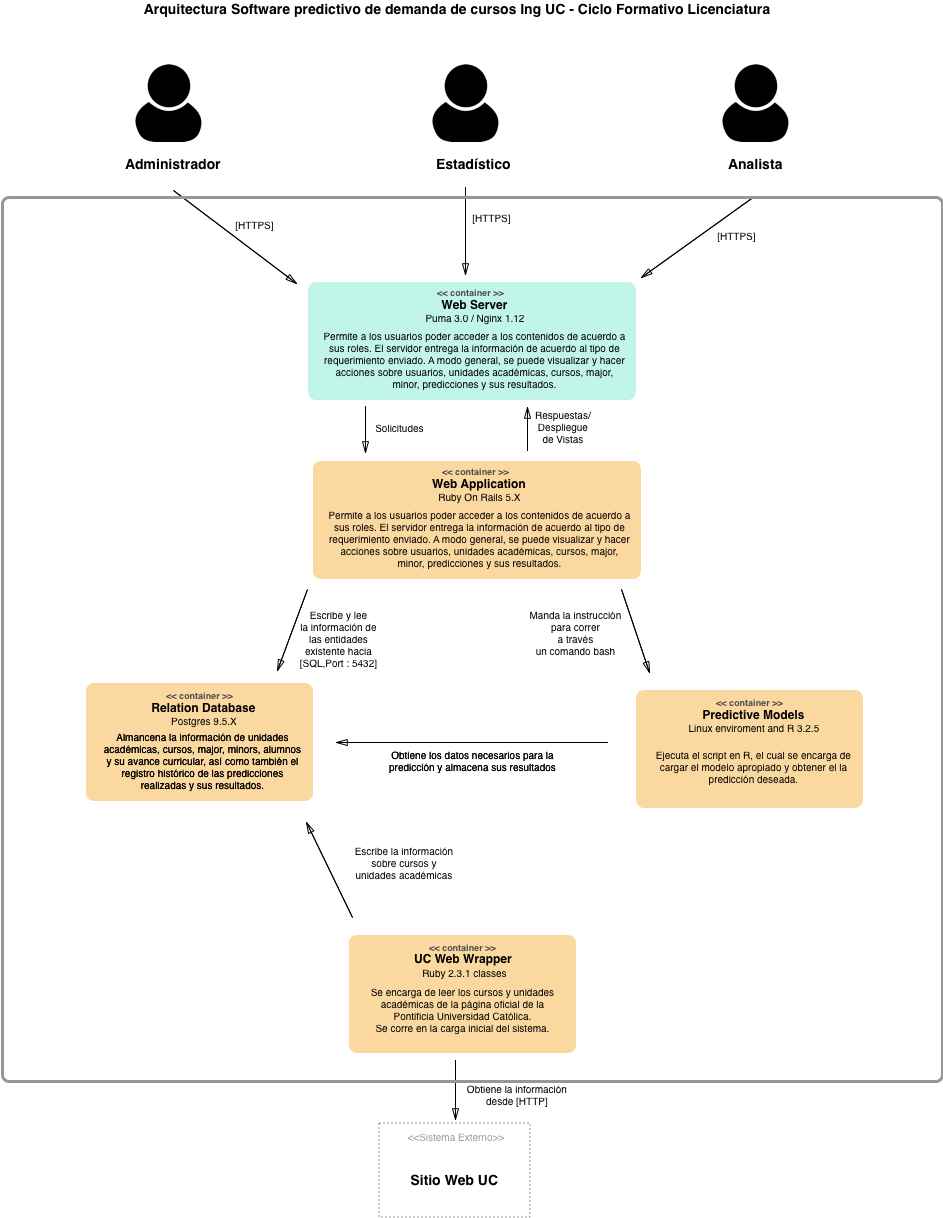 Arquitectura Software predictivo de demanda de cursos Ing UC - Ciclo Formativo Licenciatura
Administrador
Estadístico
Analista
[HTTPS]
[HTTPS]
[HTTPS]
<< container >>
Web Server
Puma 3.0 / Nginx 1.12
Permite a los usuarios poder acceder a los contenidos de acuerdo a
sus roles. El servidor entrega la información de acuerdo al tipo de
requerimiento enviado. A modo general, se puede visualizar y hacer
acciones sobre usuarios, unidades académicas, cursos, major,
minor, predicciones y sus resultados.
Solicitudes
Respuestas/
Despliegue
de Vistas
<< container >>
Web Application
Ruby On Rails 5.X
Permite a los usuarios poder acceder a los contenidos de acuerdo a
sus roles. El servidor entrega la información de acuerdo al tipo de
requerimiento enviado. A modo general, se puede visualizar y hacer
acciones sobre usuarios, unidades académicas, cursos, major,
minor, predicciones y sus resultados.
Escribe y lee
la información de
las entidades
existente hacia
[SQL,Port : 5432]
Manda la instrucción
para correr
a través
un comando bash
<< container >>
Relation Database
Postgres 9.5.X
Almancena la información de unidades
académicas, cursos, major, minors, alumnos
y su avance curricular, así como también el
registro histórico de las predicciones
realizadas y sus resultados.
Obtiene los datos necesarios para la
predicción y almacena sus resultados
<< container >>
Predictive Models
Linux enviroment and R 3.2.5
Ejecuta el script en R, el cual se encarga de
cargar el modelo apropiado y obtener el la
predicción deseada.
Escribe la información
sobre cursos y
unidades académicas
<< container >>
UC Web Wrapper
Ruby 2.3.1 classes
Se encarga de leer los cursos y unidades
académicas de la página oficial de la
Pontificia Universidad Católica.
Se corre en la carga inicial del sistema.
Obtiene la información
desde [HTTP]
<<Sistema Externo>>
Sitio Web UC